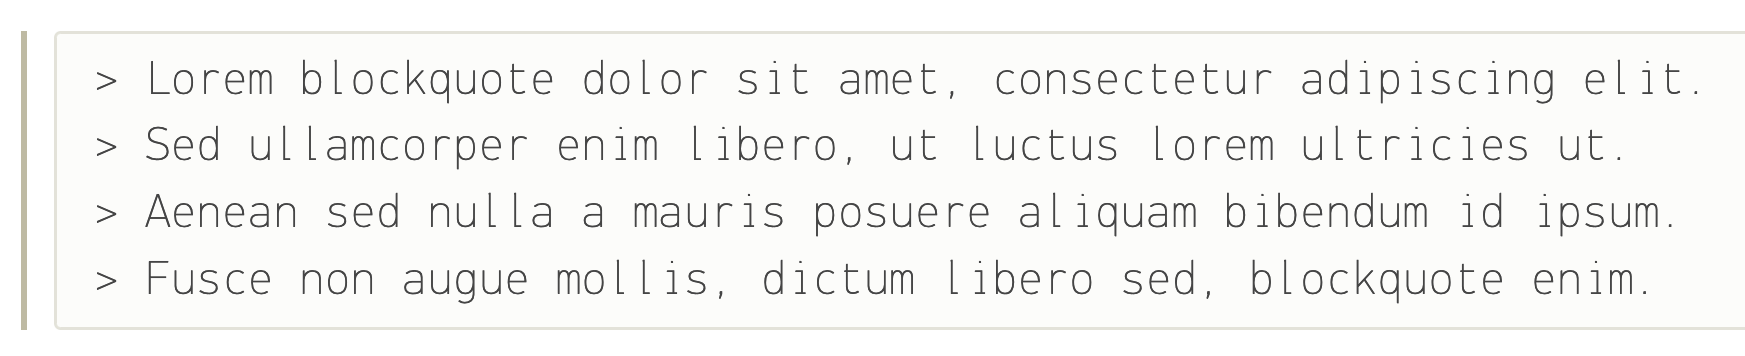 > Lorem blockquote dolor sit amet, consectetur adipiscing elit.
> Sed ullamcorper enim libero, ut luctus lorem ultricies ut.
> Aenean sed nulla a mauris posuere aliquam bibendum id ipsum.
> Fusce non augue mollis, dictum libero sed, blockquote enim.